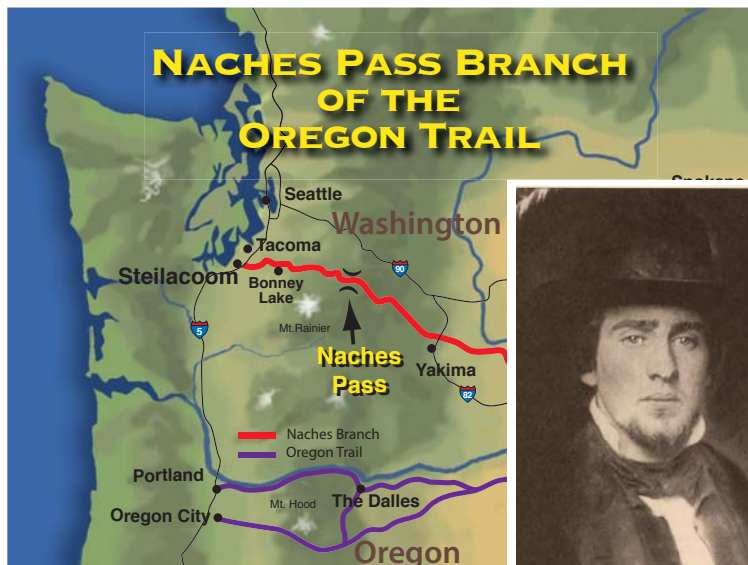 Naches Pass Branch
of the
Oregon Trail
Seattle
Washington
Tacoma
Steilacoom
Bonney
Lake
90
Mt.Rainier
5
Naches
Pass
Yakima
82
Naches Branch
Oregon Trail
Portland
Mt. Hood
The Dalles
Oregon City
Oregon